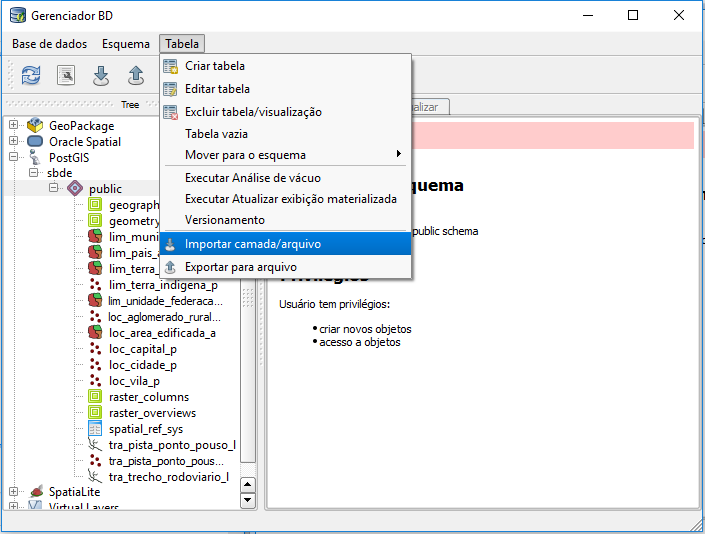 Gerenciador BD
Base de dados Esquema Tabela
Criar tabela
Editar tabela
Excluir tabela/visualização
Tabela vazia
Mover para o esquema
Executar Análise de vácuo
Executar Atualizar exibição materializada
Versionamento
Importar camada/arquivo
Exportar para arquivo
Tree
GeoPackage
Oracle Spatial
PostGIS
sbde
public
geograph
geometry
lim_muni
lim_pais_a
lim_terra_
lim_terra_indigena_p
lim_unidade_federaca...
loc_aglomerado_rural...
loc_area_edificada_a
loc_capital_p
loc_cidade_p
loc_vila_p
raster_columns
raster_overviews
spatial_ref_sys
tra_pista_ponto_pouso_l
tra_pista_ponto_pous...
tra_trecho_rodoviario_l
SpatiaLite
Virtual Layers
alizar
quema
public schema
Privilégios
Usuário tem privilégios:
criar novos objetos
acesso a objetos